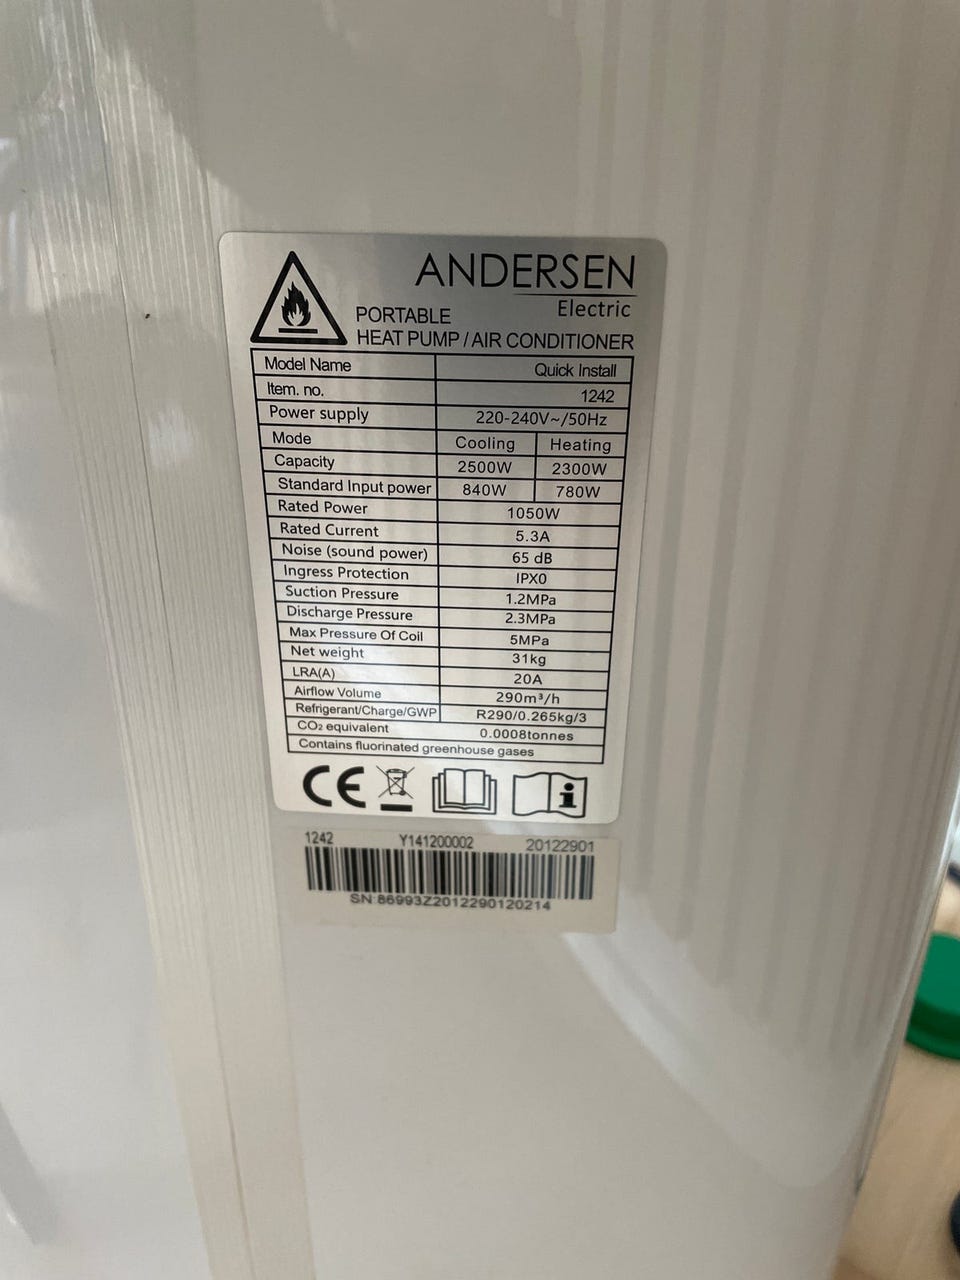 ANDERSEN
Electric
PORTABLE
HEAT PUMP / AIR CONDITIONER
Model Name Quick Install
Item. no. 1242
Power supply 220-240V~/50Hz
Mode Cooling Heating
Capacity 2500W 2300W
Standard Input power 840W 780W
Rated Power 1050W
Rated Current 5.3A
Noise (sound power) 65 dB
Ingress Protection IPX0
Suction Pressure 1.2MPa
Discharge Pressure 2.3MPa
Max Pressure Of Coil 5MPa
Net weight 31kg
LRA(A) 20A
Airflow Volume 290m³/h
Refrigerant/Charge/GWP R290/0.265kg/3
CO₂ equivalent 0.0008tonnes
Contains fluorinated greenhouse gases
CE
1242 Y141200002 20122901
SN:86993Z2012290120214